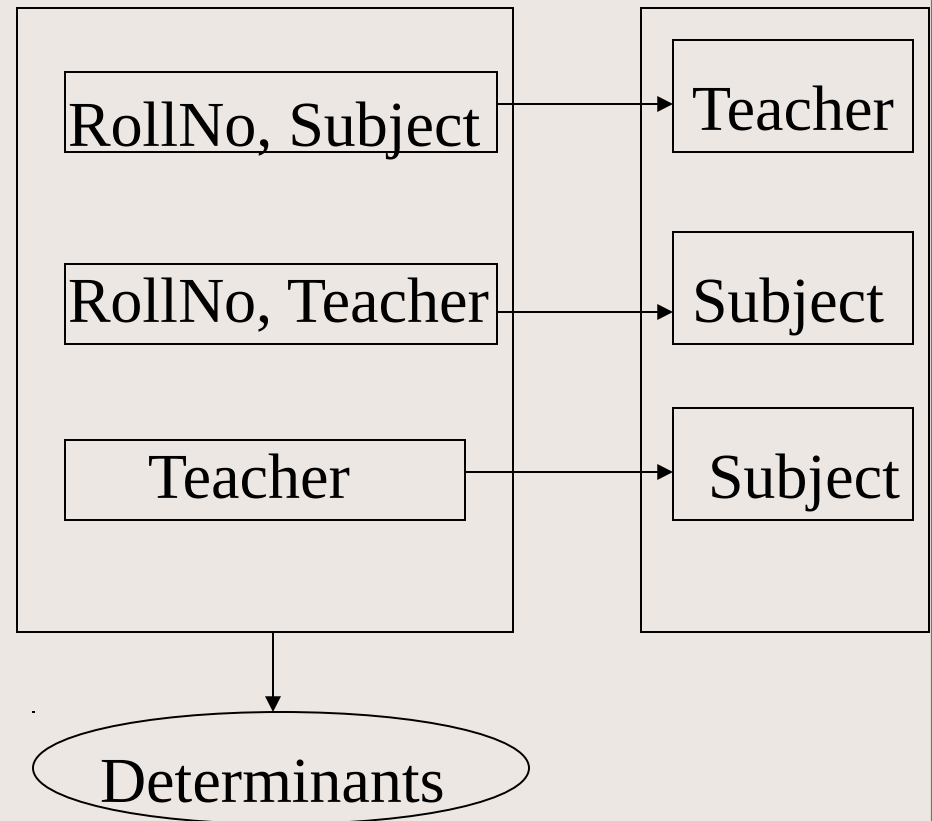 RollNo, Subject
Teacher
RollNo, Teacher
Subject
Teacher
Subject
Determinants